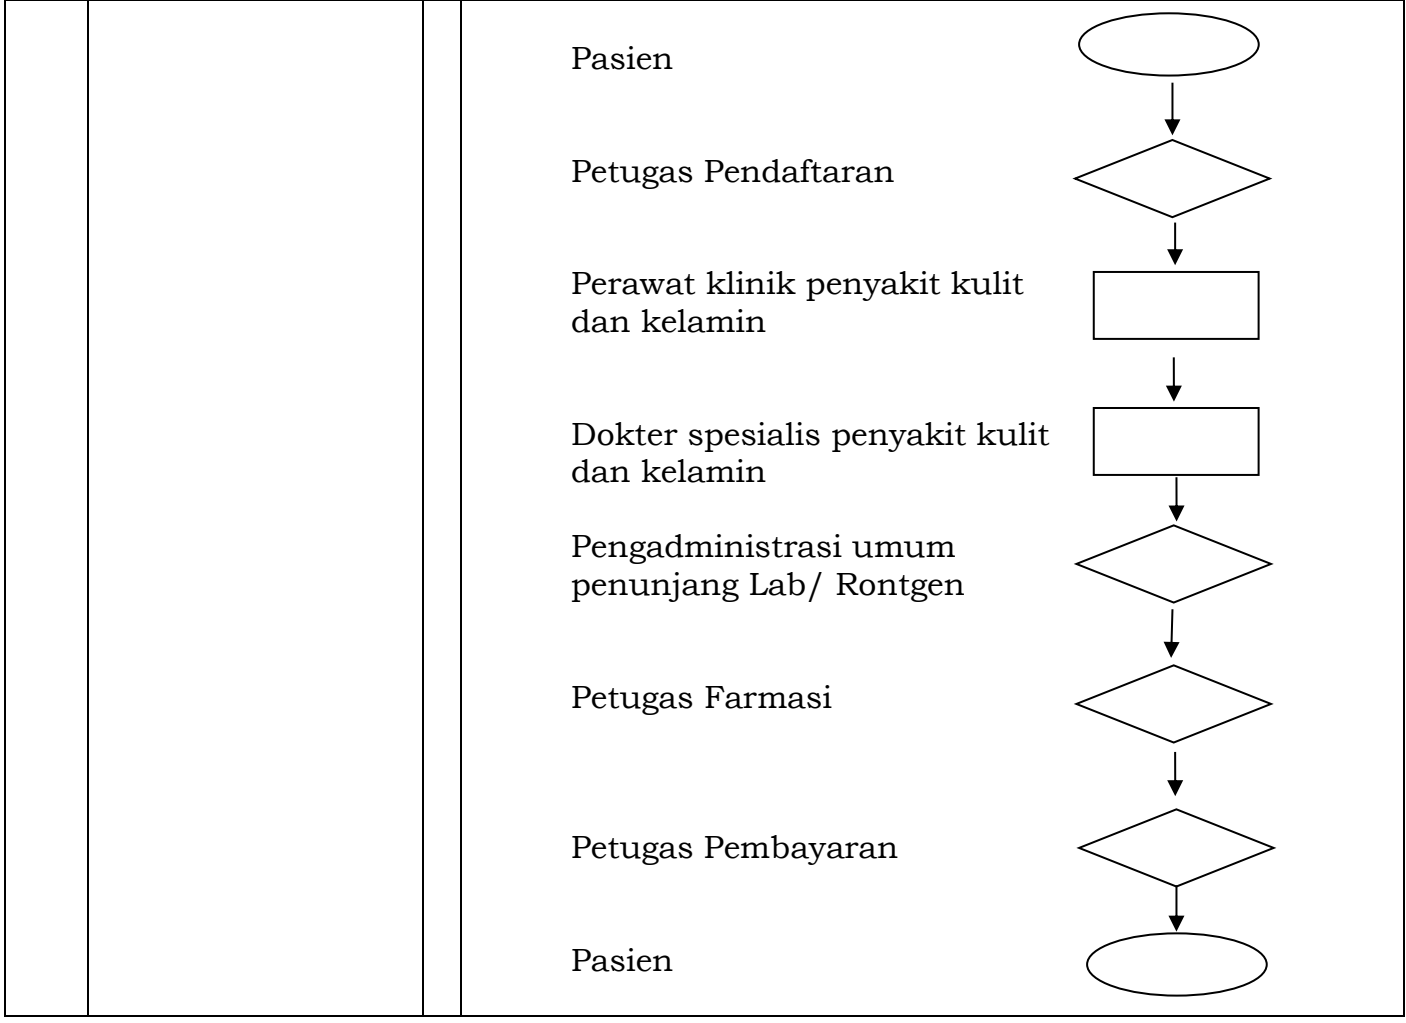 Pasien
Petugas Pendaftaran
Perawat klinik penyakit kulit
dan kelamin
Dokter spesialis penyakit kulit
dan kelamin
Pengadministrasi umum
penunjang Lab/ Rontgen
Petugas Farmasi
Petugas Pembayaran
Pasien